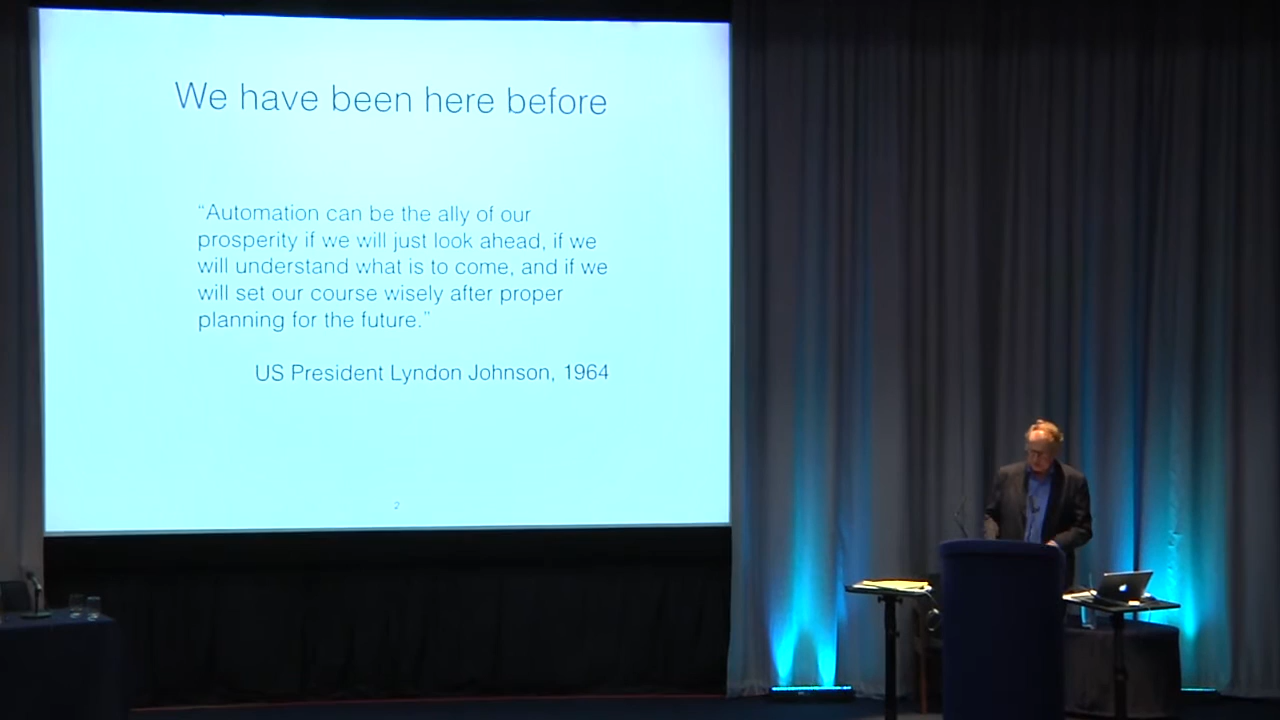 We have been here before
“Automation can be the ally of our
prosperity if we will just look ahead, if we
will understand what is to come, and if we
will set our course wisely after proper
planning for the future.”
US President Lyndon Johnson, 1964
2